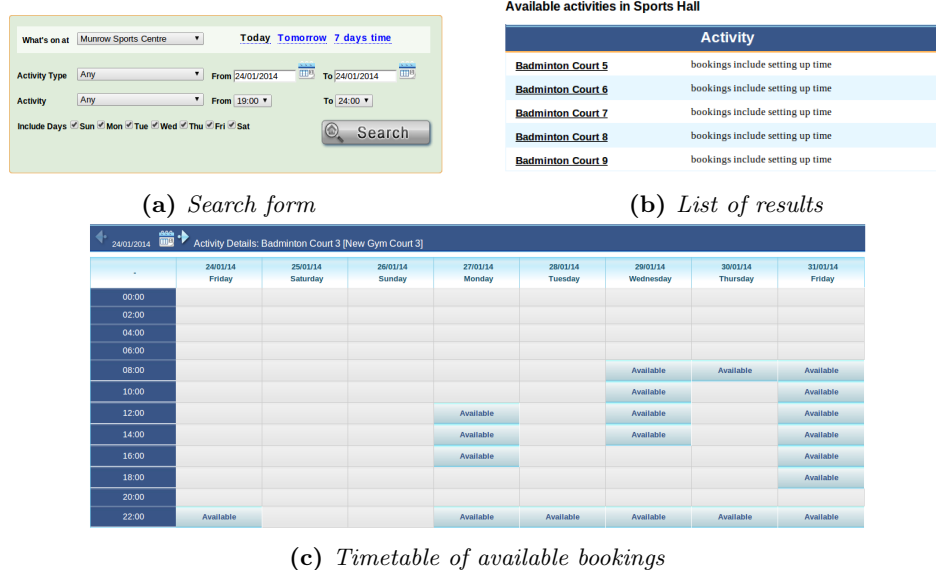 What's on at Munrow Sports Centre Today Tomorrow 7 days time
Activity Type Any From 24/01/2014 To 24/01/2014
Activity Any From 19:00 To 24:00
Include Days Sun Mon Tue Wed Thu Fri Sat
Search
(a) Search form
Available activities in Sports Hall
Activity
Badminton Court 5 bookings include setting up time
Badminton Court 6 bookings include setting up time
Badminton Court 7 bookings include setting up time
Badminton Court 8 bookings include setting up time
Badminton Court 9 bookings include setting up time
(b) List of results
24/01/2014 Activity Details: Badminton Court 3 [New Gym Court 3]
- 24/01/14 25/01/14 26/01/14 27/01/14 28/01/14 29/01/14 30/01/14 31/01/14
Friday Saturday Sunday Monday Tuesday Wednesday Thursday Friday
00:00
02:00
04:00
06:00
08:00 Available Available Available
10:00 Available Available
12:00 Available Available Available
14:00 Available Available Available
16:00 Available Available
18:00 Available
20:00
22:00 Available Available Available Available Available Available
(c) Timetable of available bookings